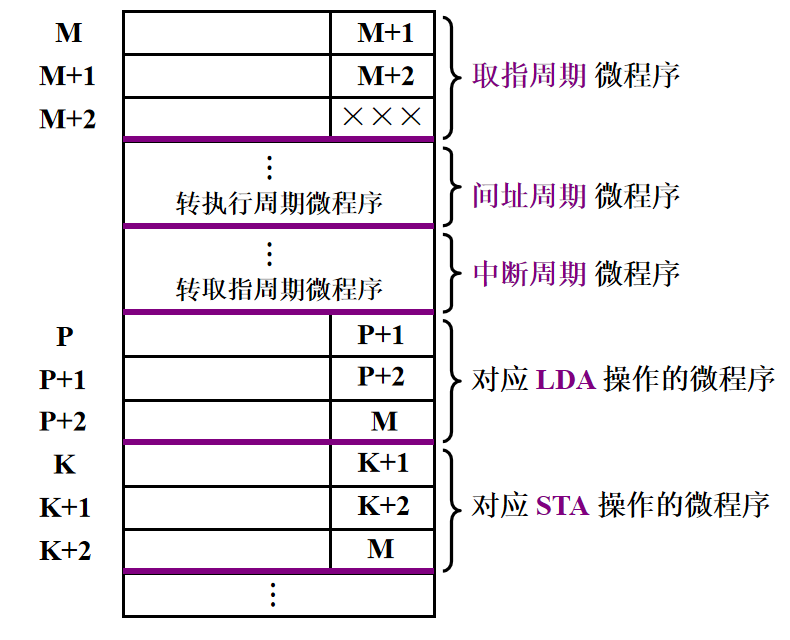 M M+1
M+1 M+2 取指周期 微程序
M+2 ×××
⋮
转执行周期微程序 间址周期 微程序
⋮
转取指周期微程序 中断周期 微程序
P P+1
P+1 P+2 对应 LDA 操作的微程序
P+2 M
K K+1
K+1 K+2 对应 STA 操作的微程序
K+2 M
⋮